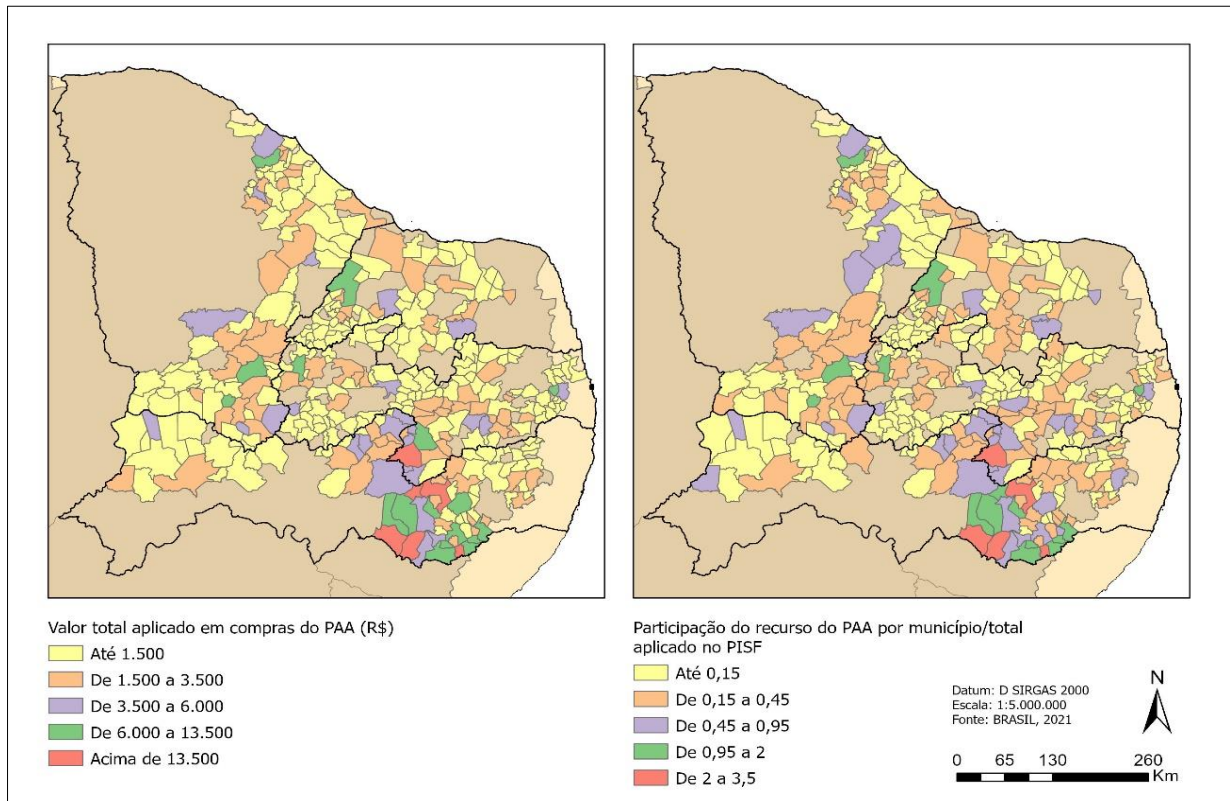 Valor total aplicado em compras do PAA (R$)
Até 1.500
De 1.500 a 3.500
De 3.500 a 6.000
De 6.000 a 13.500
Acima de 13.500
Participação do recurso do PAA por município/total
aplicado no PISF
Até 0,15
De 0,15 a 0,45
De 0,45 a 0,95
De 0,95 a 2
De 2 a 3,5
Datum: D SIRGAS 2000
Escala: 1:5.000.000
Fonte: BRASIL, 2021
N
0 65 130 260
Km